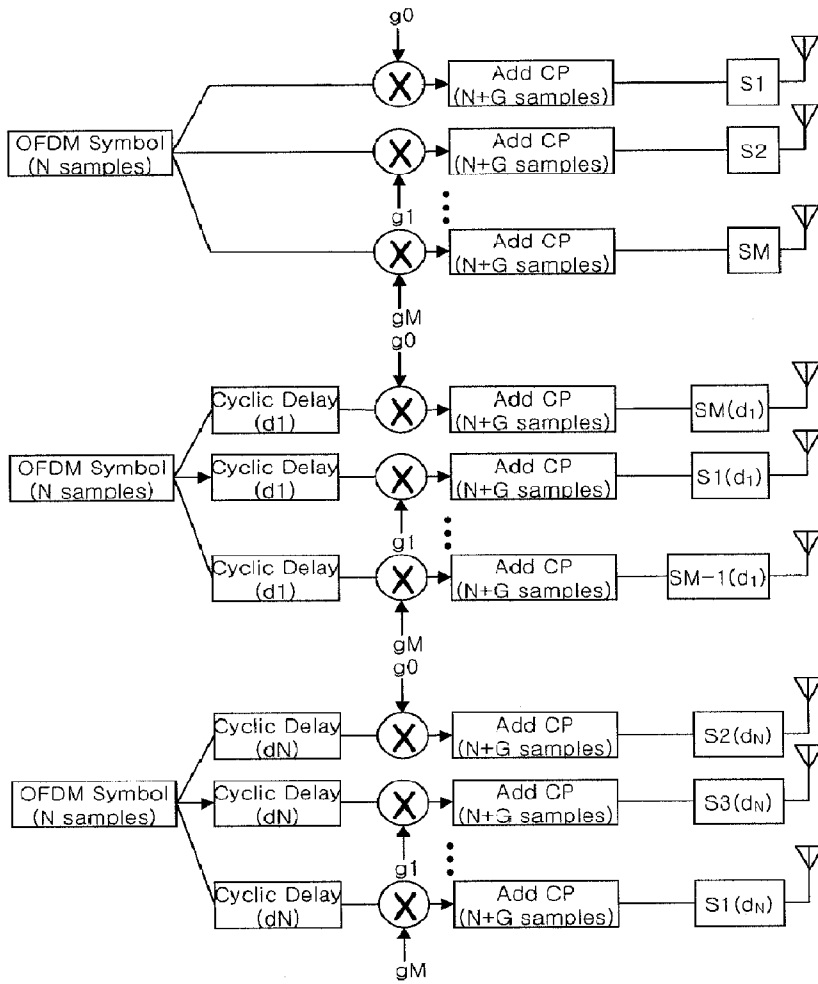 g0
Add CP
(N+G samples)
S1
OFDM Symbol
(N samples)
Add CP
(N+G samples)
S2
g1
Add CP
(N+G samples)
SM
gM
g0
Cyclic Delay
(d1)
Add CP
(N+G samples)
SM(d₁)
OFDM Symbol
(N samples)
Cyclic Delay
(d1)
Add CP
(N+G samples)
S1(d₁)
g1
Cyclic Delay
(d1)
Add CP
(N+G samples)
SM-1(d₁)
gM
g0
Cyclic Delay
(dN)
Add CP
(N+G samples)
S2(dN)
OFDM Symbol
(N samples)
Cyclic Delay
(dN)
Add CP
(N+G samples)
S3(dN)
g1
Cyclic Delay
(dN)
Add CP
(N+G samples)
S1(dN)
gM